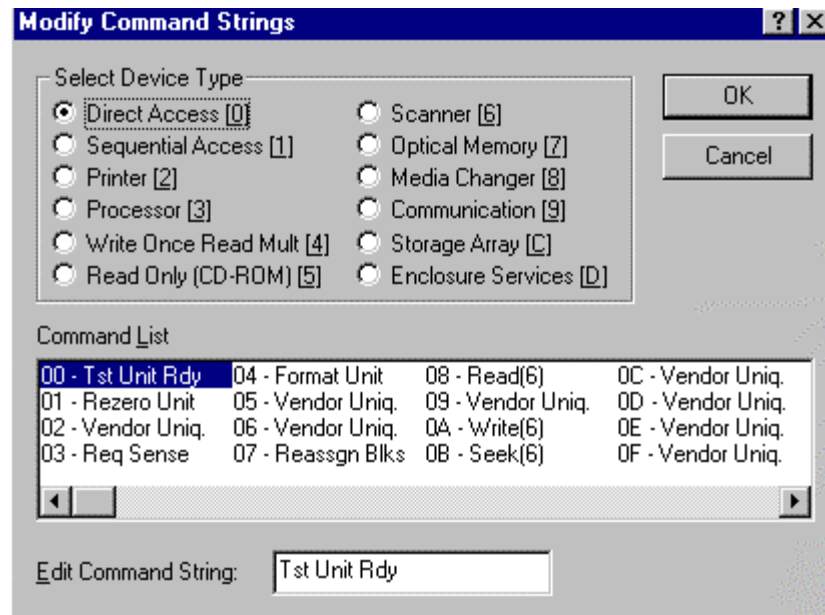 Modify Command Strings
Select Device Type
Direct Access [0]
Sequential Access [1]
Printer [2]
Processor [3]
Write Once Read Mult [4]
Read Only (CD-ROM) [5]
Scanner [6]
Optical Memory [7]
Media Changer [8]
Communication [9]
Storage Array [C]
Enclosure Services [D]
OK
Cancel
Command List
00 - Tst Unit Rdy
01 - Rezero Unit
02 - Vendor Uniq.
03 - Req Sense
04 - Format Unit
05 - Vendor Uniq.
06 - Vendor Uniq.
07 - Reassgn Blks
08 - Read(6)
09 - Vendor Uniq.
0A - Write(6)
0B - Seek(6)
0C - Vendor Uniq.
0D - Vendor Uniq.
0E - Vendor Uniq.
0F - Vendor Uniq.
Edit Command String:
Tst Unit Rdy